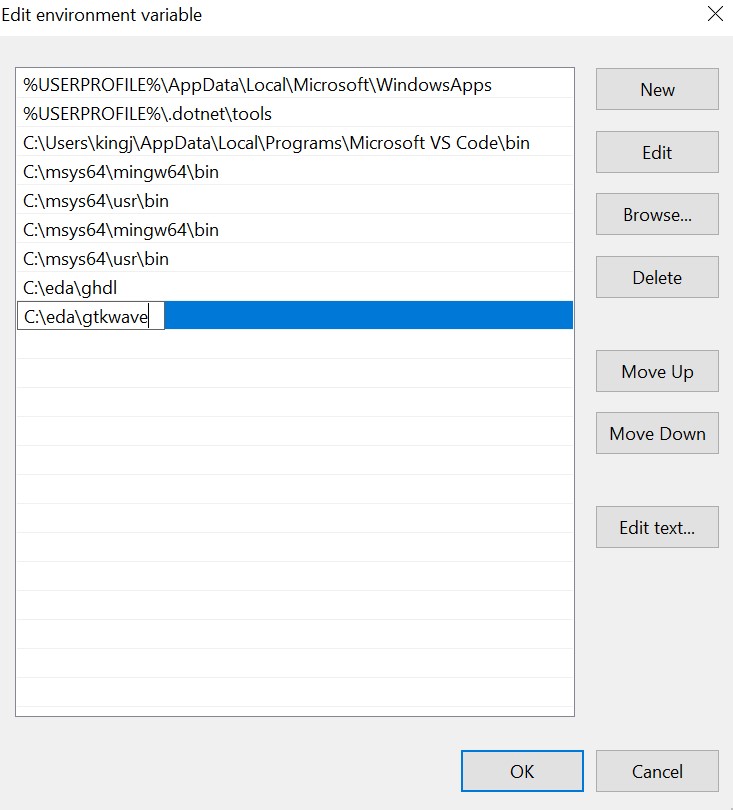 Edit environment variable
%USERPROFILE%\AppData\Local\Microsoft\WindowsApps
New
%USERPROFILE%\.dotnet\tools
C:\Users\kingj\AppData\Local\Programs\Microsoft VS Code\bin
Edit
C:\msys64\mingw64\bin
C:\msys64\usr\bin
Browse...
C:\msys64\mingw64\bin
C:\msys64\usr\bin
Delete
C:\eda\ghdl
C:\eda\gtkwave
Move Up
Move Down
Edit text...
OK
Cancel